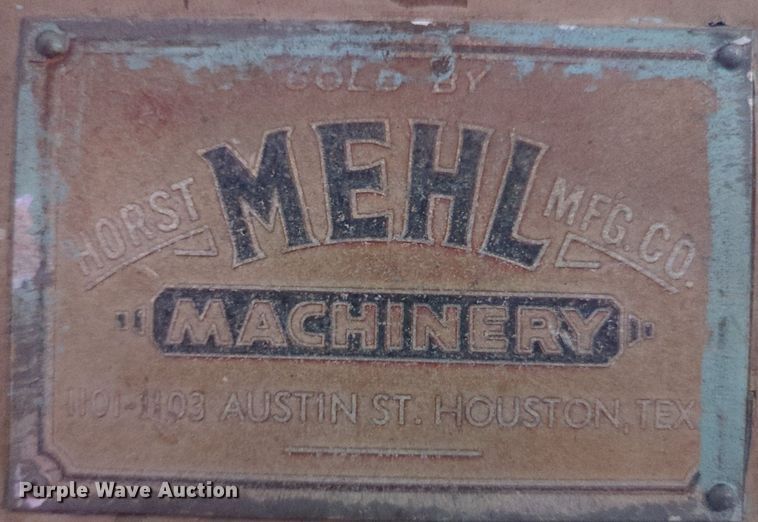 SOLD BY
HORST MEHL MFG. CO.
MACHINERY
1101-1103 AUSTIN ST. HOUSTON, TEX
Purple Wave Auction